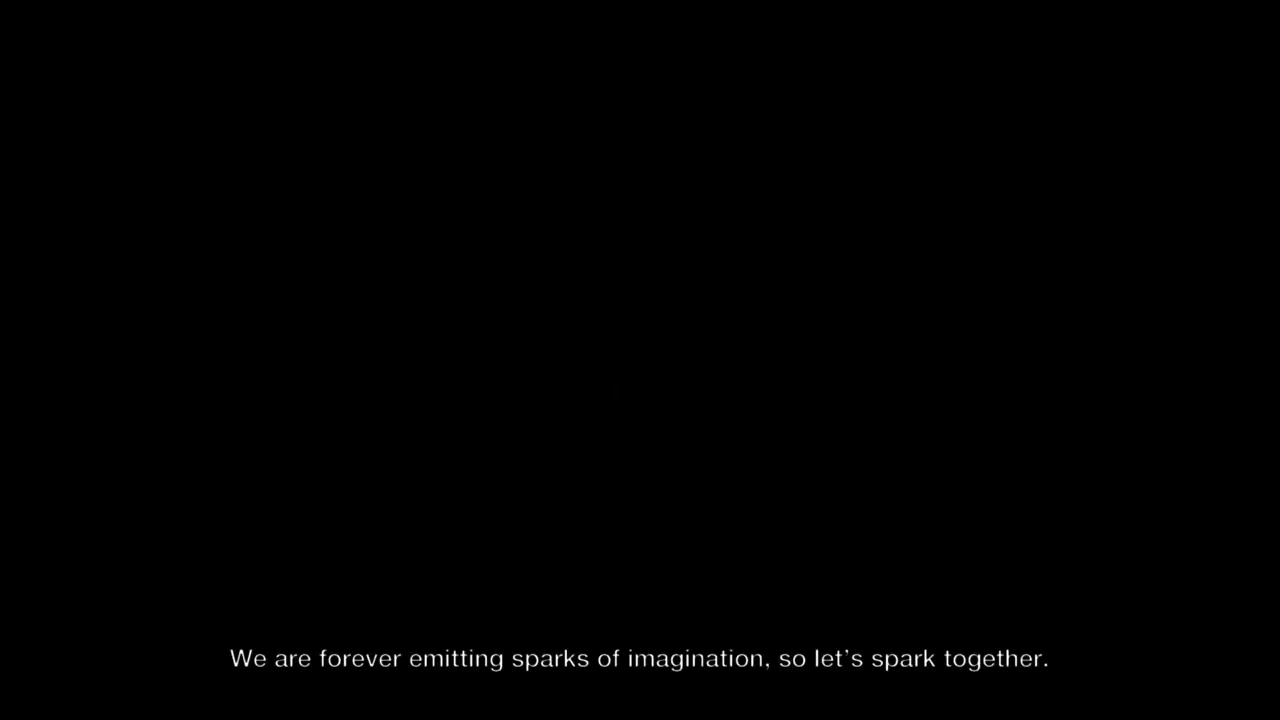 We are forever emitting sparks of imagination, so let’s spark together.